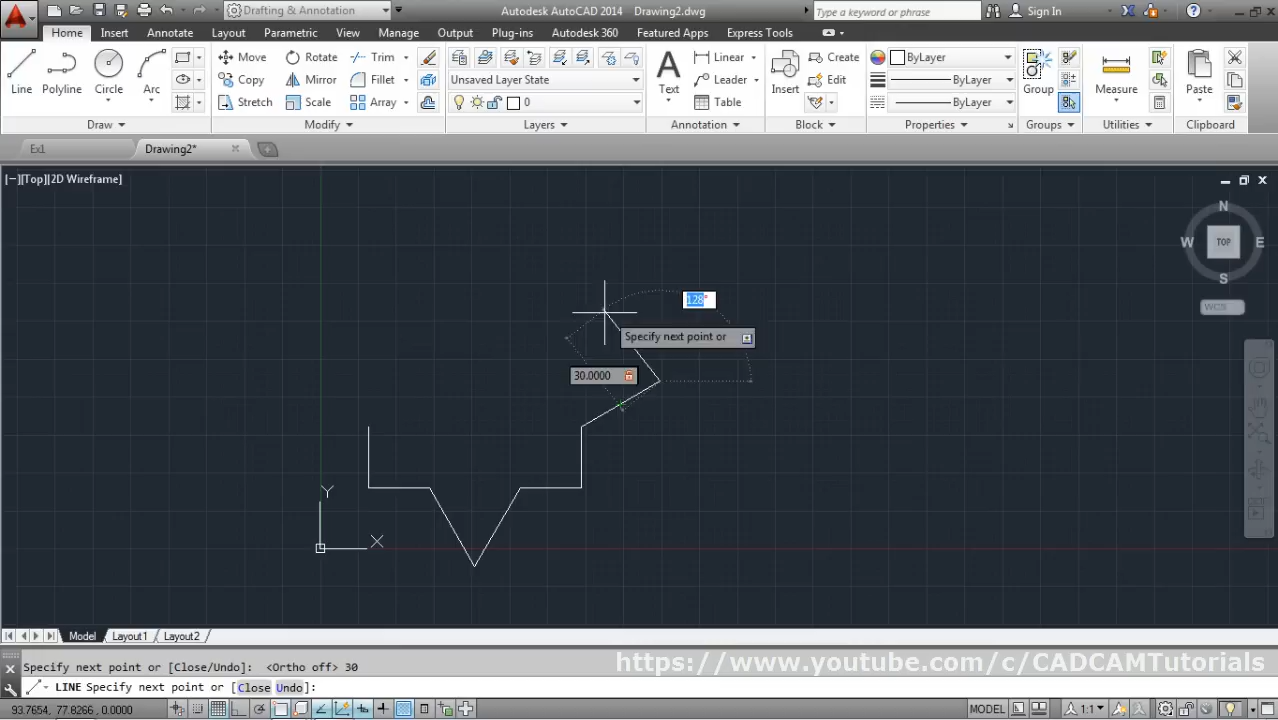 Drafting & Annotation
Autodesk AutoCAD 2014 Drawing2.dwg
Type a keyword or phrase
Sign In
Home Insert Annotate Layout Parametric View Manage Output Plug-ins Autodesk 360 Featured Apps Express Tools
Line Polyline Circle Arc
Move Rotate Trim
Copy Mirror Fillet
Stretch Scale Array
Unsaved Layer State
0
Text
Linear
Leader
Table
Insert
Create
Edit
ByLayer
ByLayer
ByLayer
Group
Measure
Paste
Draw Modify Layers Annotation Block Properties Groups Utilities Clipboard
Ex1 Drawing2*
[−][Top][2D Wireframe]
N
W TOP E
S
WCS
128°
Specify next point or
30.0000
Y
X
Model Layout1 Layout2
Specify next point or [Close/Undo]: <Ortho off> 30
https://www.youtube.com/c/CADCAMTutorials
LINE Specify next point or [Close Undo]:
93.7654, 77.8266, 0.0000
MODEL
1:1